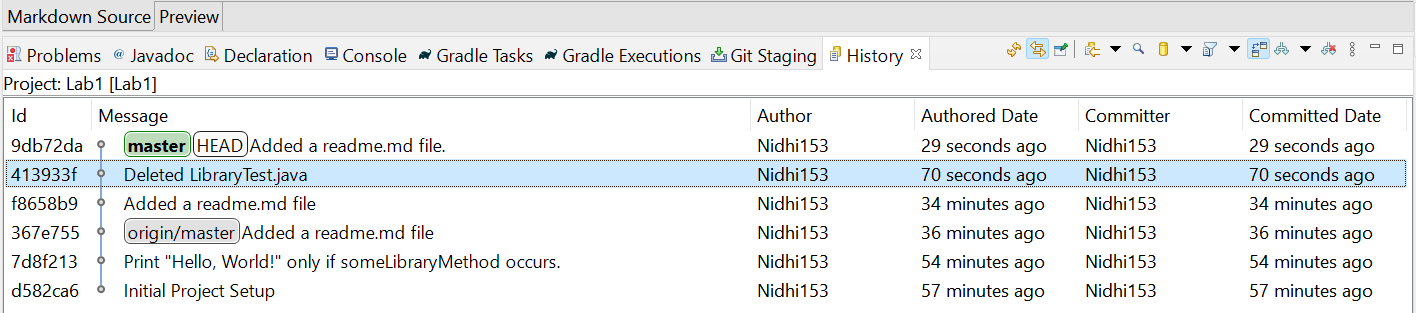 Markdown Source Preview
Problems @ Javadoc Declaration Console Gradle Tasks Gradle Executions Git Staging History
Project: Lab1 [Lab1]
Id Message Author Authored Date Committer Committed Date
9db72da master HEAD Added a readme.md file. Nidhi153 29 seconds ago Nidhi153 29 seconds ago
413933f Deleted LibraryTest.java Nidhi153 70 seconds ago Nidhi153 70 seconds ago
f8658b9 Added a readme.md file Nidhi153 34 minutes ago Nidhi153 34 minutes ago
367e755 origin/master Added a readme.md file Nidhi153 36 minutes ago Nidhi153 36 minutes ago
7d8f213 Print "Hello, World!" only if someLibraryMethod occurs. Nidhi153 54 minutes ago Nidhi153 54 minutes ago
d582ca6 Initial Project Setup Nidhi153 57 minutes ago Nidhi153 57 minutes ago